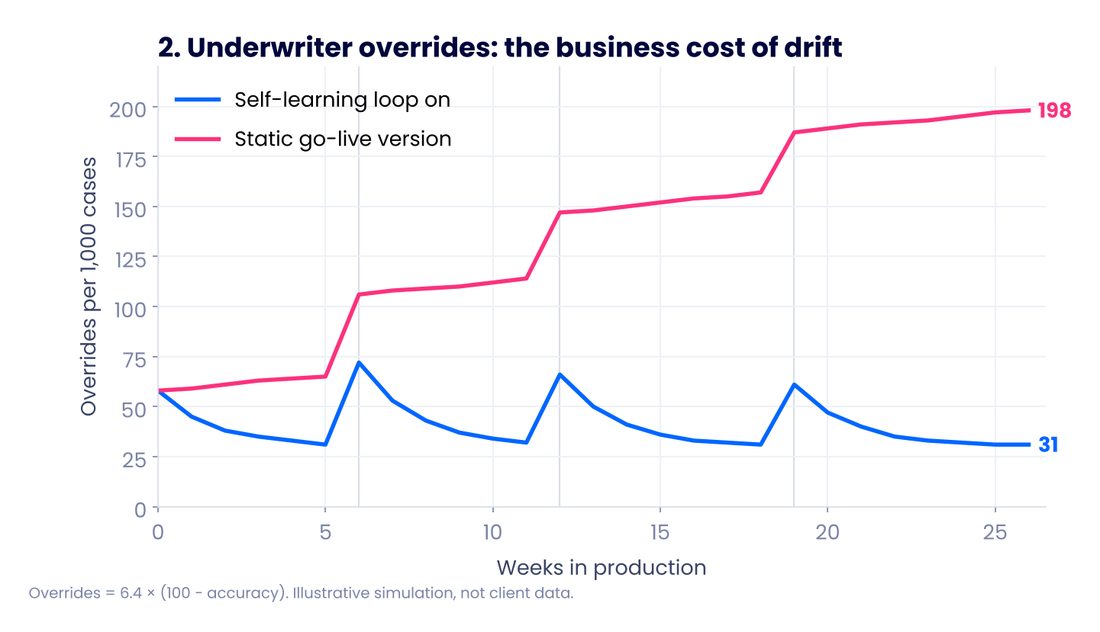 2. Underwriter overrides: the business cost of drift
Self-learning loop on
Static go-live version
Overrides per 1,000 cases
200
175
150
125
100
75
50
25
0
198
31
0 5 10 15 20 25
Weeks in production
Overrides = 6.4 × (100 - accuracy). Illustrative simulation, not client data.